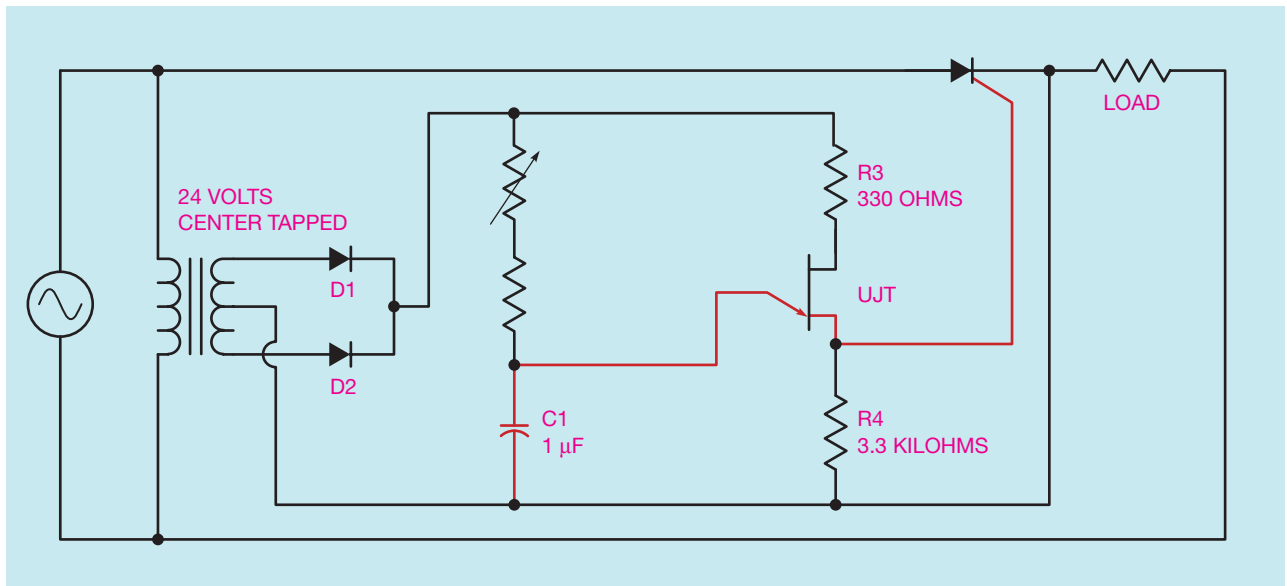 LOAD
24 VOLTS
CENTER TAPPED
D1
D2
R3
330 OHMS
UJT
C1
1 μF
R4
3.3 KILOHMS